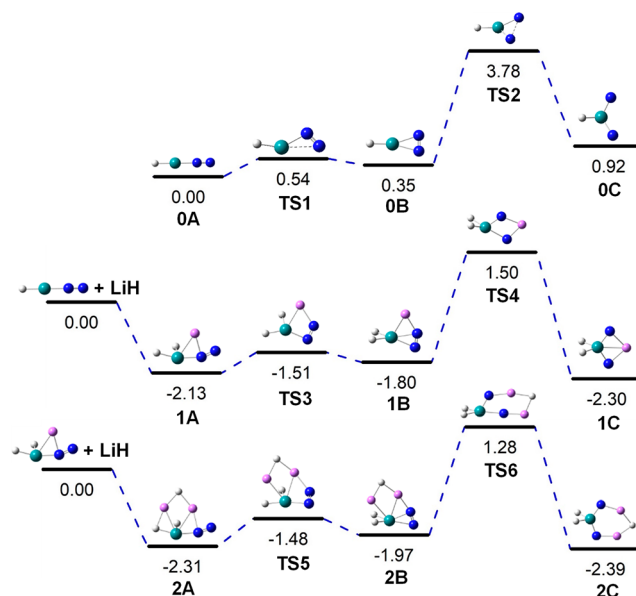 3.78
TS2
0.00
0A
0.54
TS1
0.35
0B
0.92
0C
+ LiH
0.00
-2.13
1A
-1.51
TS3
-1.80
1B
1.50
TS4
-2.30
1C
+ LiH
0.00
-2.31
2A
-1.48
TS5
-1.97
2B
1.28
TS6
-2.39
2C